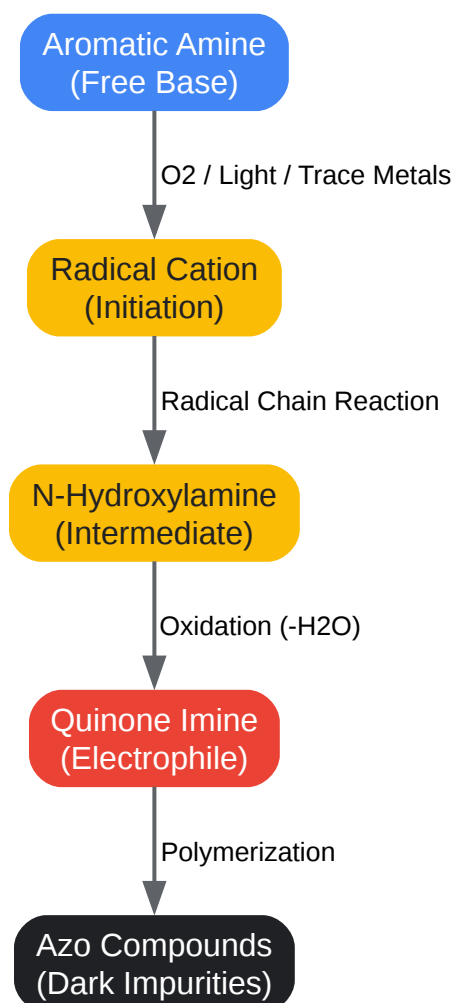 Aromatic Amine
(Free Base)
O2 / Light / Trace Metals
Radical Cation
(Initiation)
Radical Chain Reaction
N-Hydroxylamine
(Intermediate)
Oxidation (-H2O)
Quinone Imine
(Electrophile)
Polymerization
Azo Compounds
(Dark Impurities)